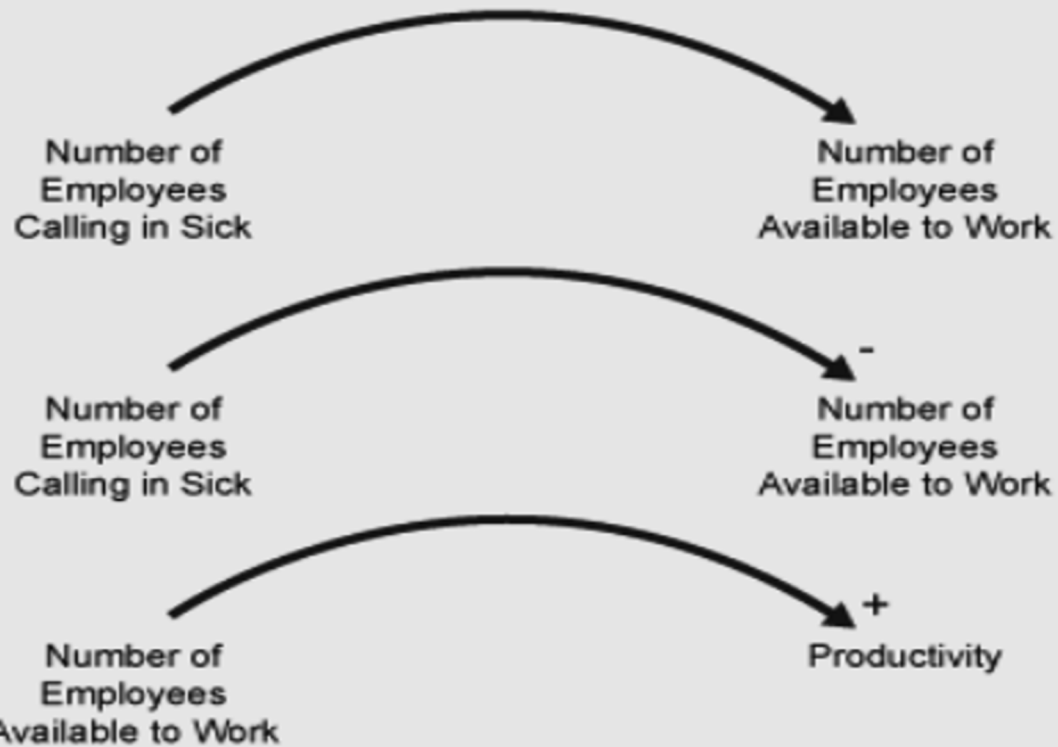 Number of
Employees
Calling in Sick
Number of
Employees
Available to Work
-
Number of
Employees
Calling in Sick
Number of
Employees
Available to Work
+
Number of
Employees
Available to Work
Productivity